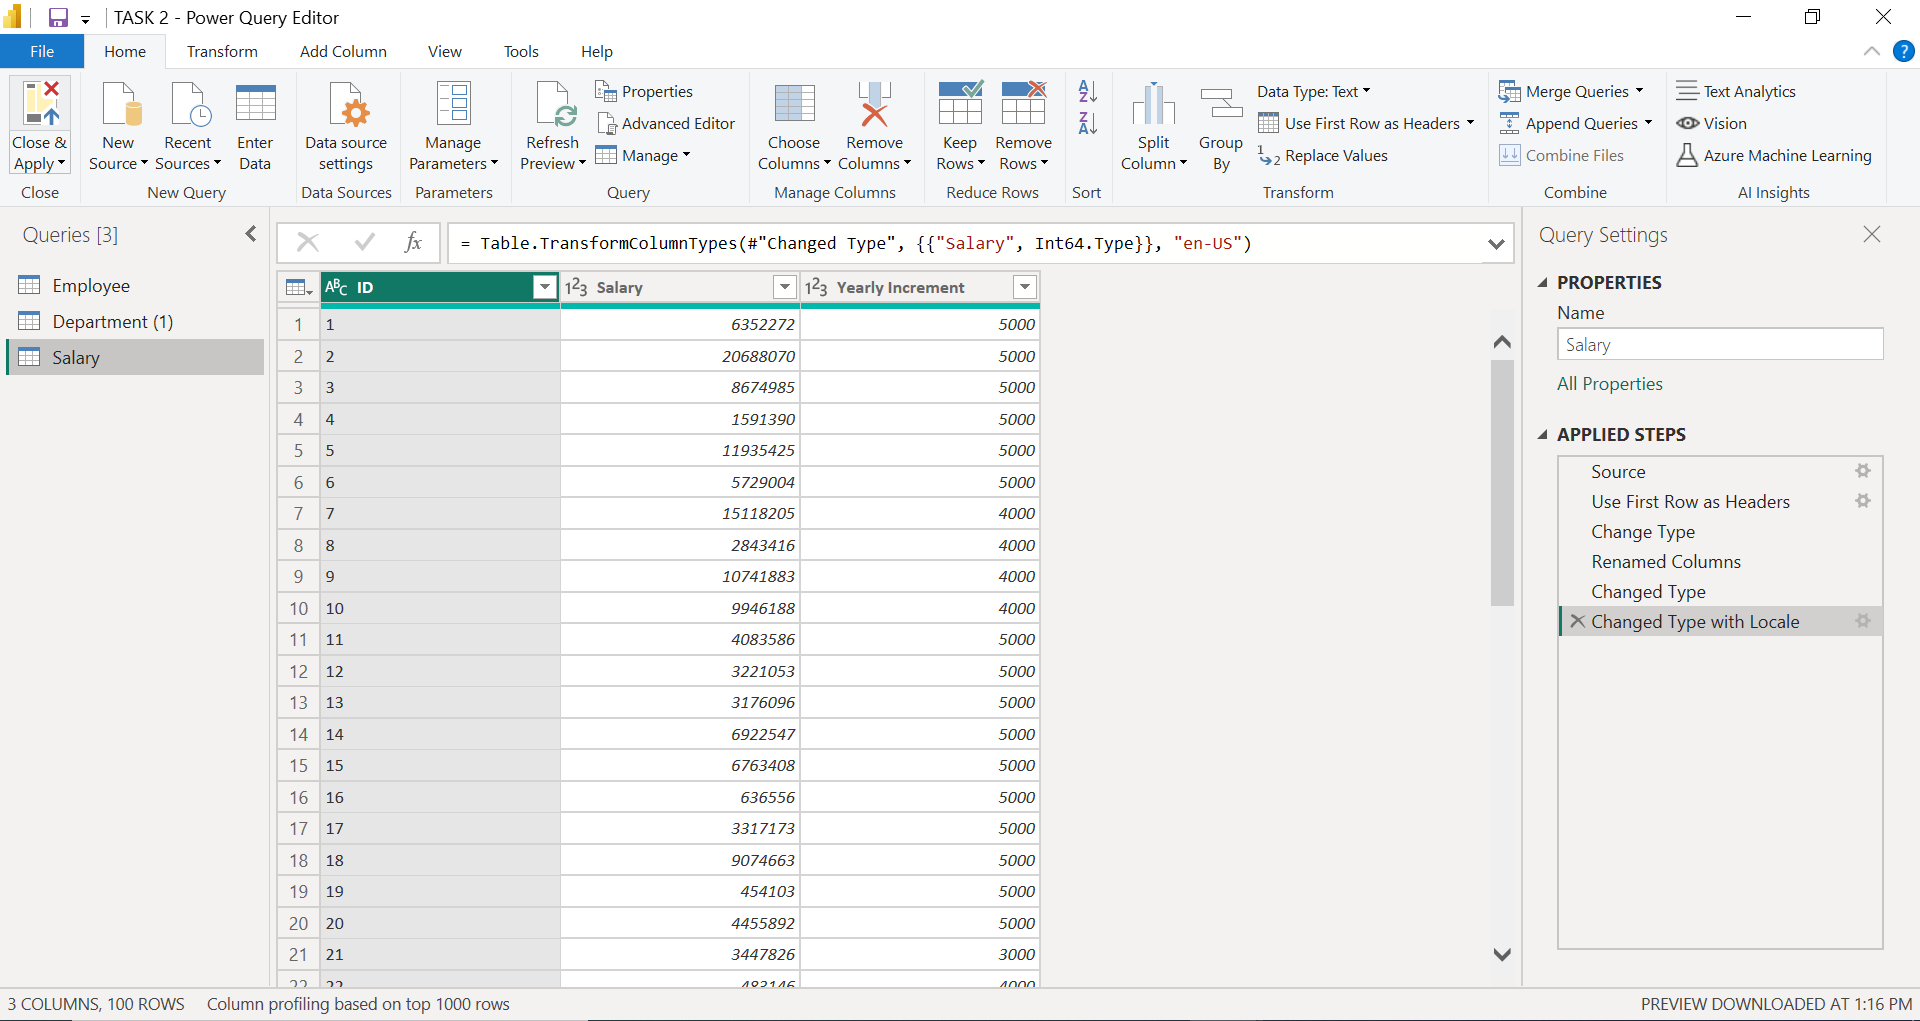 TASK 2 - Power Query Editor
File Home Transform Add Column View Tools Help
Close & Apply
New Source
Recent Sources
Enter Data
Data source settings
Manage Parameters
Refresh Preview
Properties
Advanced Editor
Manage
Choose Columns
Remove Columns
Keep Rows
Remove Rows
Split Column
Group By
Data Type: Text
Use First Row as Headers
Replace Values
Merge Queries
Append Queries
Combine Files
Text Analytics
Vision
Azure Machine Learning
Close New Query Data Sources Parameters Query Manage Columns Reduce Rows Sort Transform Combine AI Insights
Queries [3]
Employee
Department (1)
Salary
fx = Table.TransformColumnTypes(#"Changed Type", {{"Salary", Int64.Type}}, "en-US")
ABC ID 123 Salary 123 Yearly Increment
1 1 6352272 5000
2 2 20688070 5000
3 3 8674985 5000
4 4 1591390 5000
5 5 11935425 5000
6 6 5729004 5000
7 7 15118205 4000
8 8 2843416 4000
9 9 10741883 4000
10 10 9946188 4000
11 11 4083586 5000
12 12 3221053 5000
13 13 3176096 5000
14 14 6922547 5000
15 15 6763408 5000
16 16 636556 5000
17 17 3317173 5000
18 18 9074663 5000
19 19 454103 5000
20 20 4455892 5000
21 21 3447826 3000
22 22 483146 4000
Query Settings
PROPERTIES
Name
Salary
All Properties
APPLIED STEPS
Source
Use First Row as Headers
Change Type
Renamed Columns
Changed Type
Changed Type with Locale
3 COLUMNS, 100 ROWS Column profiling based on top 1000 rows
PREVIEW DOWNLOADED AT 1:16 PM